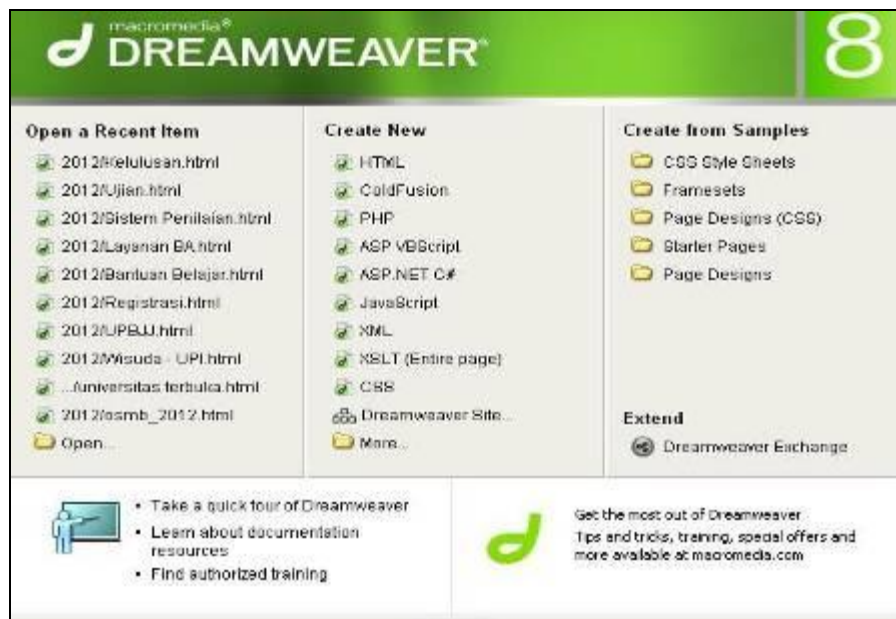 macromedia®
DREAMWEAVER®
8
Open a Recent Item
2012/Kelulusan.html
2012/Ujian.html
2012/Sistem Penilaian.html
2012/Layanan BA.html
2012/Bantuan Belajar.html
2012/Registrasi.html
2012/UPBJJ.html
2012/Wisuda - UPI.html
.../universitas terbuka.html
2012/osmb_2012.html
Open...
Create New
HTML
ColdFusion
PHP
ASP VBScript
ASP.NET C#
JavaScript
XML
XSLT (Entire page)
CSS
Dreamweaver Site...
More...
Create from Samples
CSS Style Sheets
Framesets
Page Designs (CSS)
Starter Pages
Page Designs
Extend
Dreamweaver Exchange
• Take a quick tour of Dreamweaver
• Learn about documentation
resources
• Find authorized training
Get the most out of Dreamweaver
Tips and tricks, training, special offers and
more available at macromedia.com